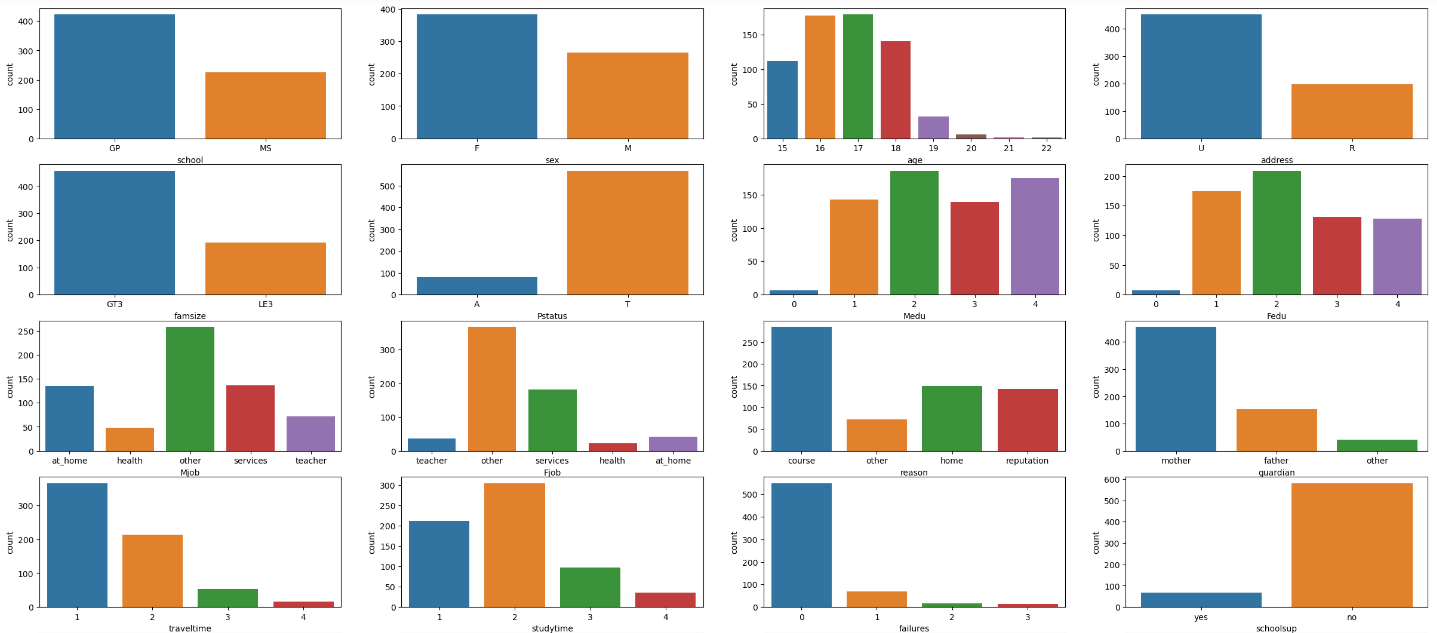 400
300
200
100
0
count
GP MS
school
400
300
200
100
0
count
F M
sex
150
100
50
0
count
15 16 17 18 19 20 21 22
age
400
300
200
100
0
count
U R
address
400
300
200
100
0
count
GT3 LE3
famsize
500
400
300
200
100
0
count
A T
Pstatus
150
100
50
0
count
0 1 2 3 4
Medu
200
150
100
50
0
count
0 1 2 3 4
Fedu
250
200
150
100
50
0
count
at_home health other services teacher
Mjob
300
200
100
0
count
teacher other services health at_home
Fjob
250
200
150
100
50
0
count
course other home reputation
reason
400
300
200
100
0
count
mother father other
guardian
300
200
100
0
count
1 2 3 4
traveltime
300
250
200
150
100
50
0
count
1 2 3 4
studytime
500
400
300
200
100
0
count
0 1 2 3
failures
600
500
400
300
200
100
0
count
yes no
schoolsup